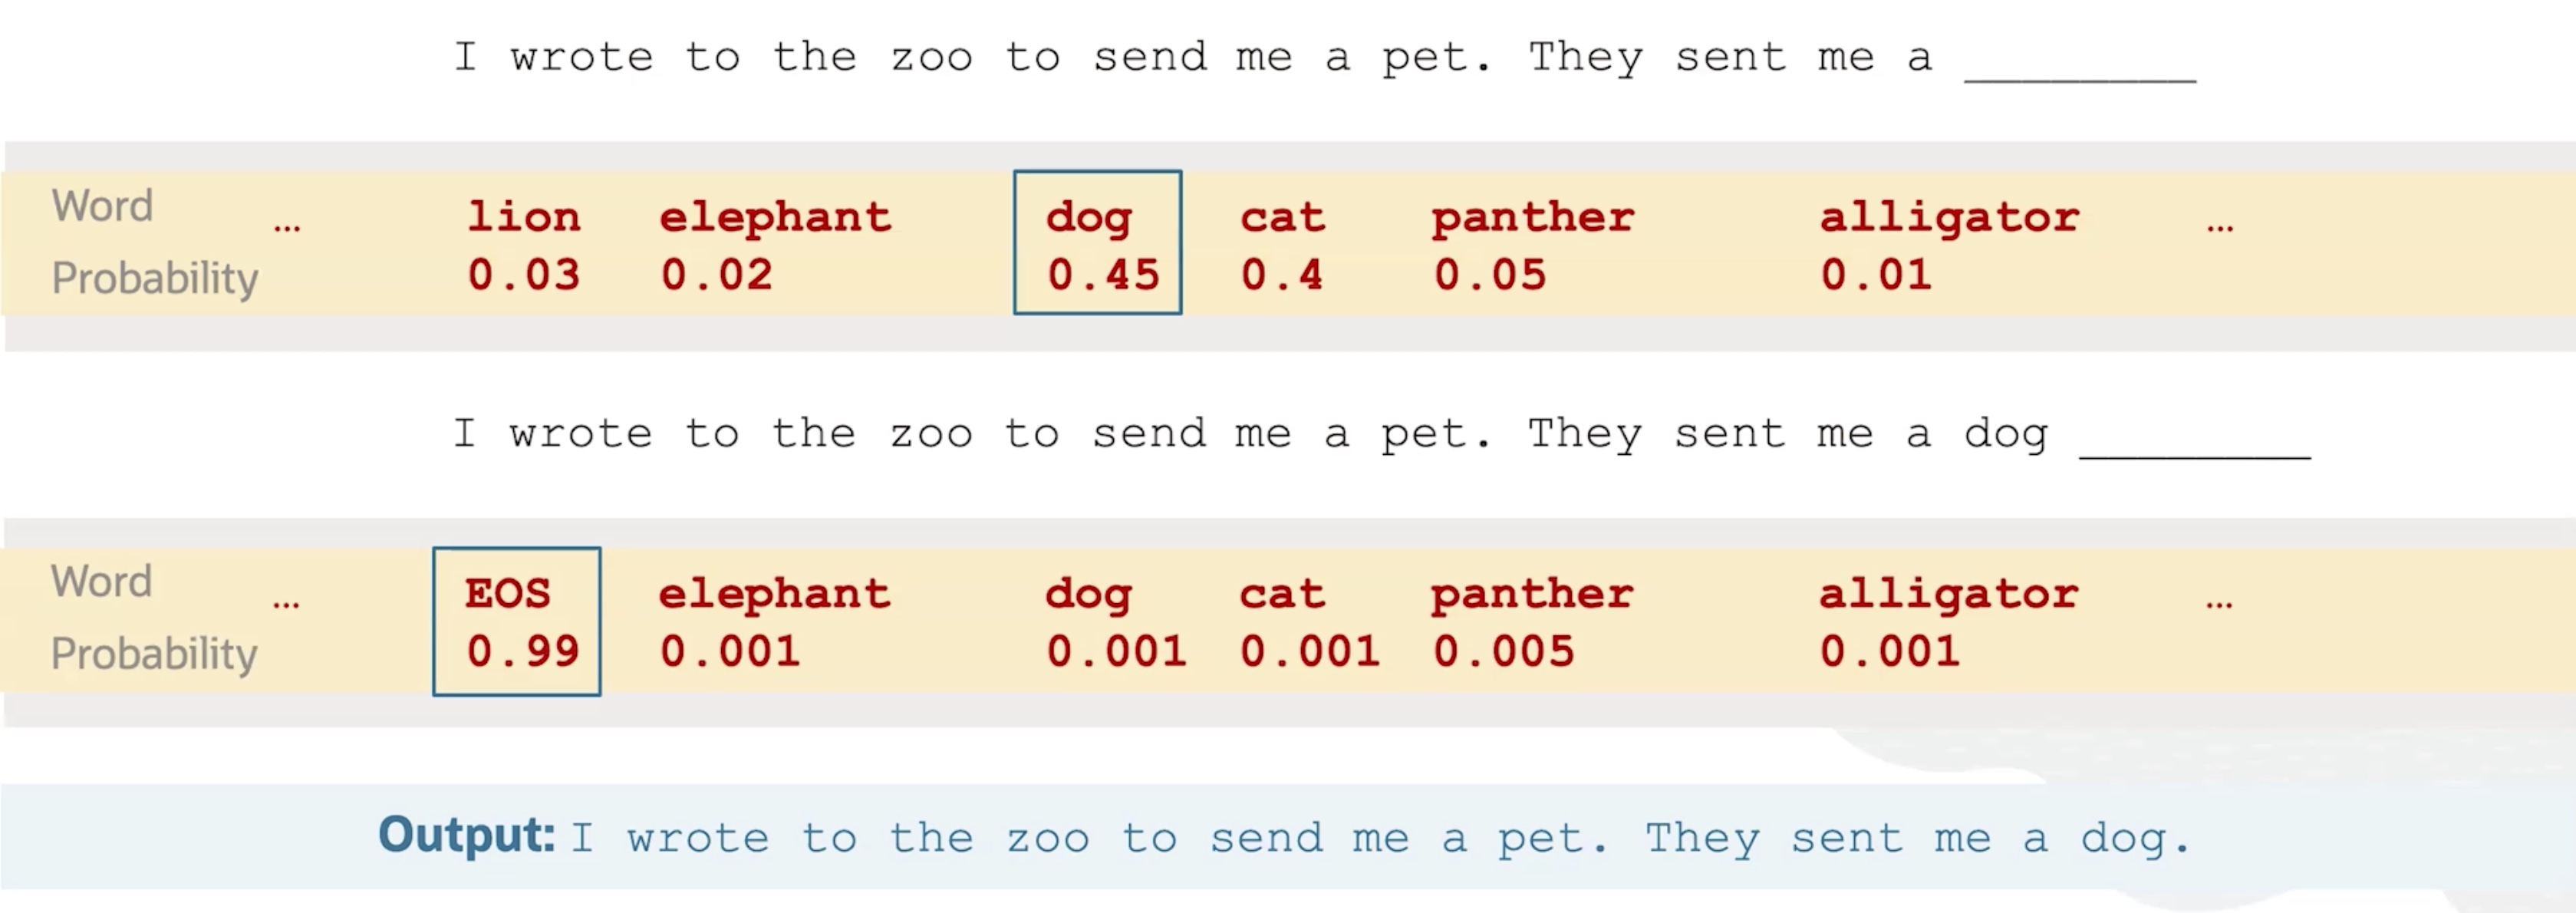 I wrote to the zoo to send me a pet. They sent me a ________
Word ... lion elephant dog cat panther alligator ...
Probability 0.03 0.02 0.45 0.4 0.05 0.01
I wrote to the zoo to send me a pet. They sent me a dog ________
Word ... EOS elephant dog cat panther alligator ...
Probability 0.99 0.001 0.001 0.001 0.005 0.001
Output: I wrote to the zoo to send me a pet. They sent me a dog.